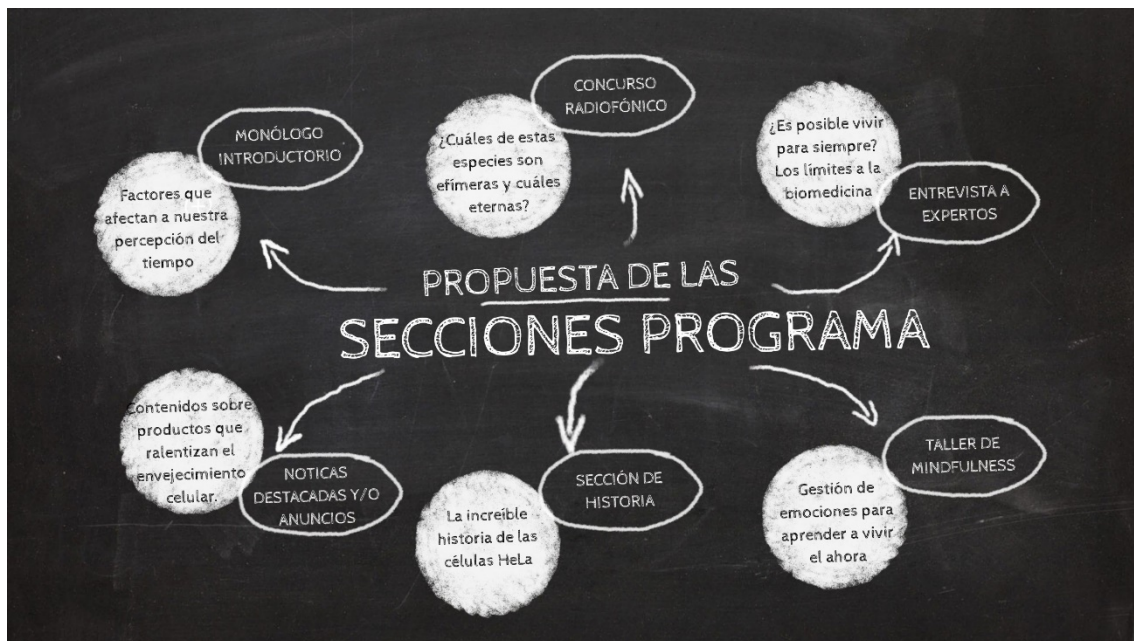 MONÓLOGO
INTRODUCTORIO
Factores que
afectan a nuestra
percepción del
tiempo
CONCURSO
RADIOFÓNICO
¿Cuáles de estas
especies son
efímeras y cuáles
eternas?
¿Es posible vivir
para siempre?
Los límites a la
biomedicina
ENTREVISTA A
EXPERTOS
PROPUESTA DE LAS
SECCIONES PROGRAMA
Contenidos sobre
productos que
ralentizan el
envejecimiento
celular.
NOTICAS
DESTACADAS Y/O
ANUNCIOS
SECCIÓN DE
HISTORIA
La increíble
historia de las
células HeLa
TALLER DE
MINDFULNESS
Gestión de
emociones para
aprender a vivir
el ahora